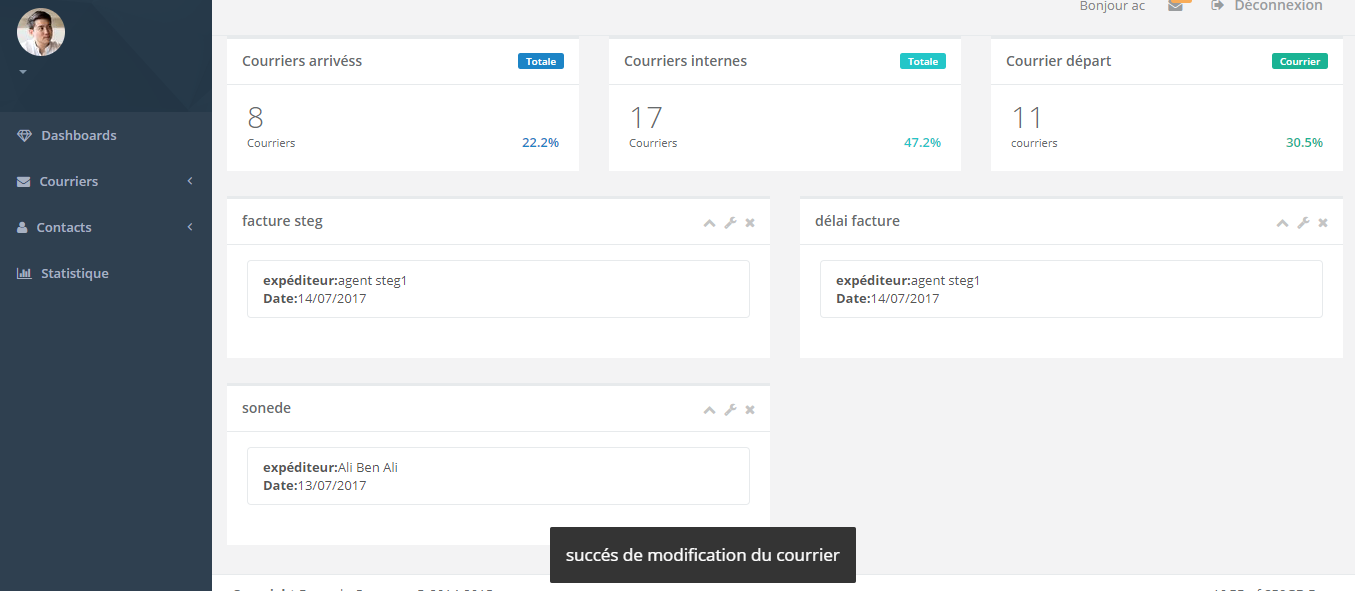 Bonjour ac
Déconnexion
Dashboards
Courriers
Contacts
Statistique
Courriers arrivéss Totale
8
Courriers 22.2%
Courriers internes Totale
17
Courriers 47.2%
Courrier départ Courrier
11
courriers 30.5%
facture steg
expéditeur:agent steg1
Date:14/07/2017
délai facture
expéditeur:agent steg1
Date:14/07/2017
sonede
expéditeur:Ali Ben Ali
Date:13/07/2017
succés de modification du courrier